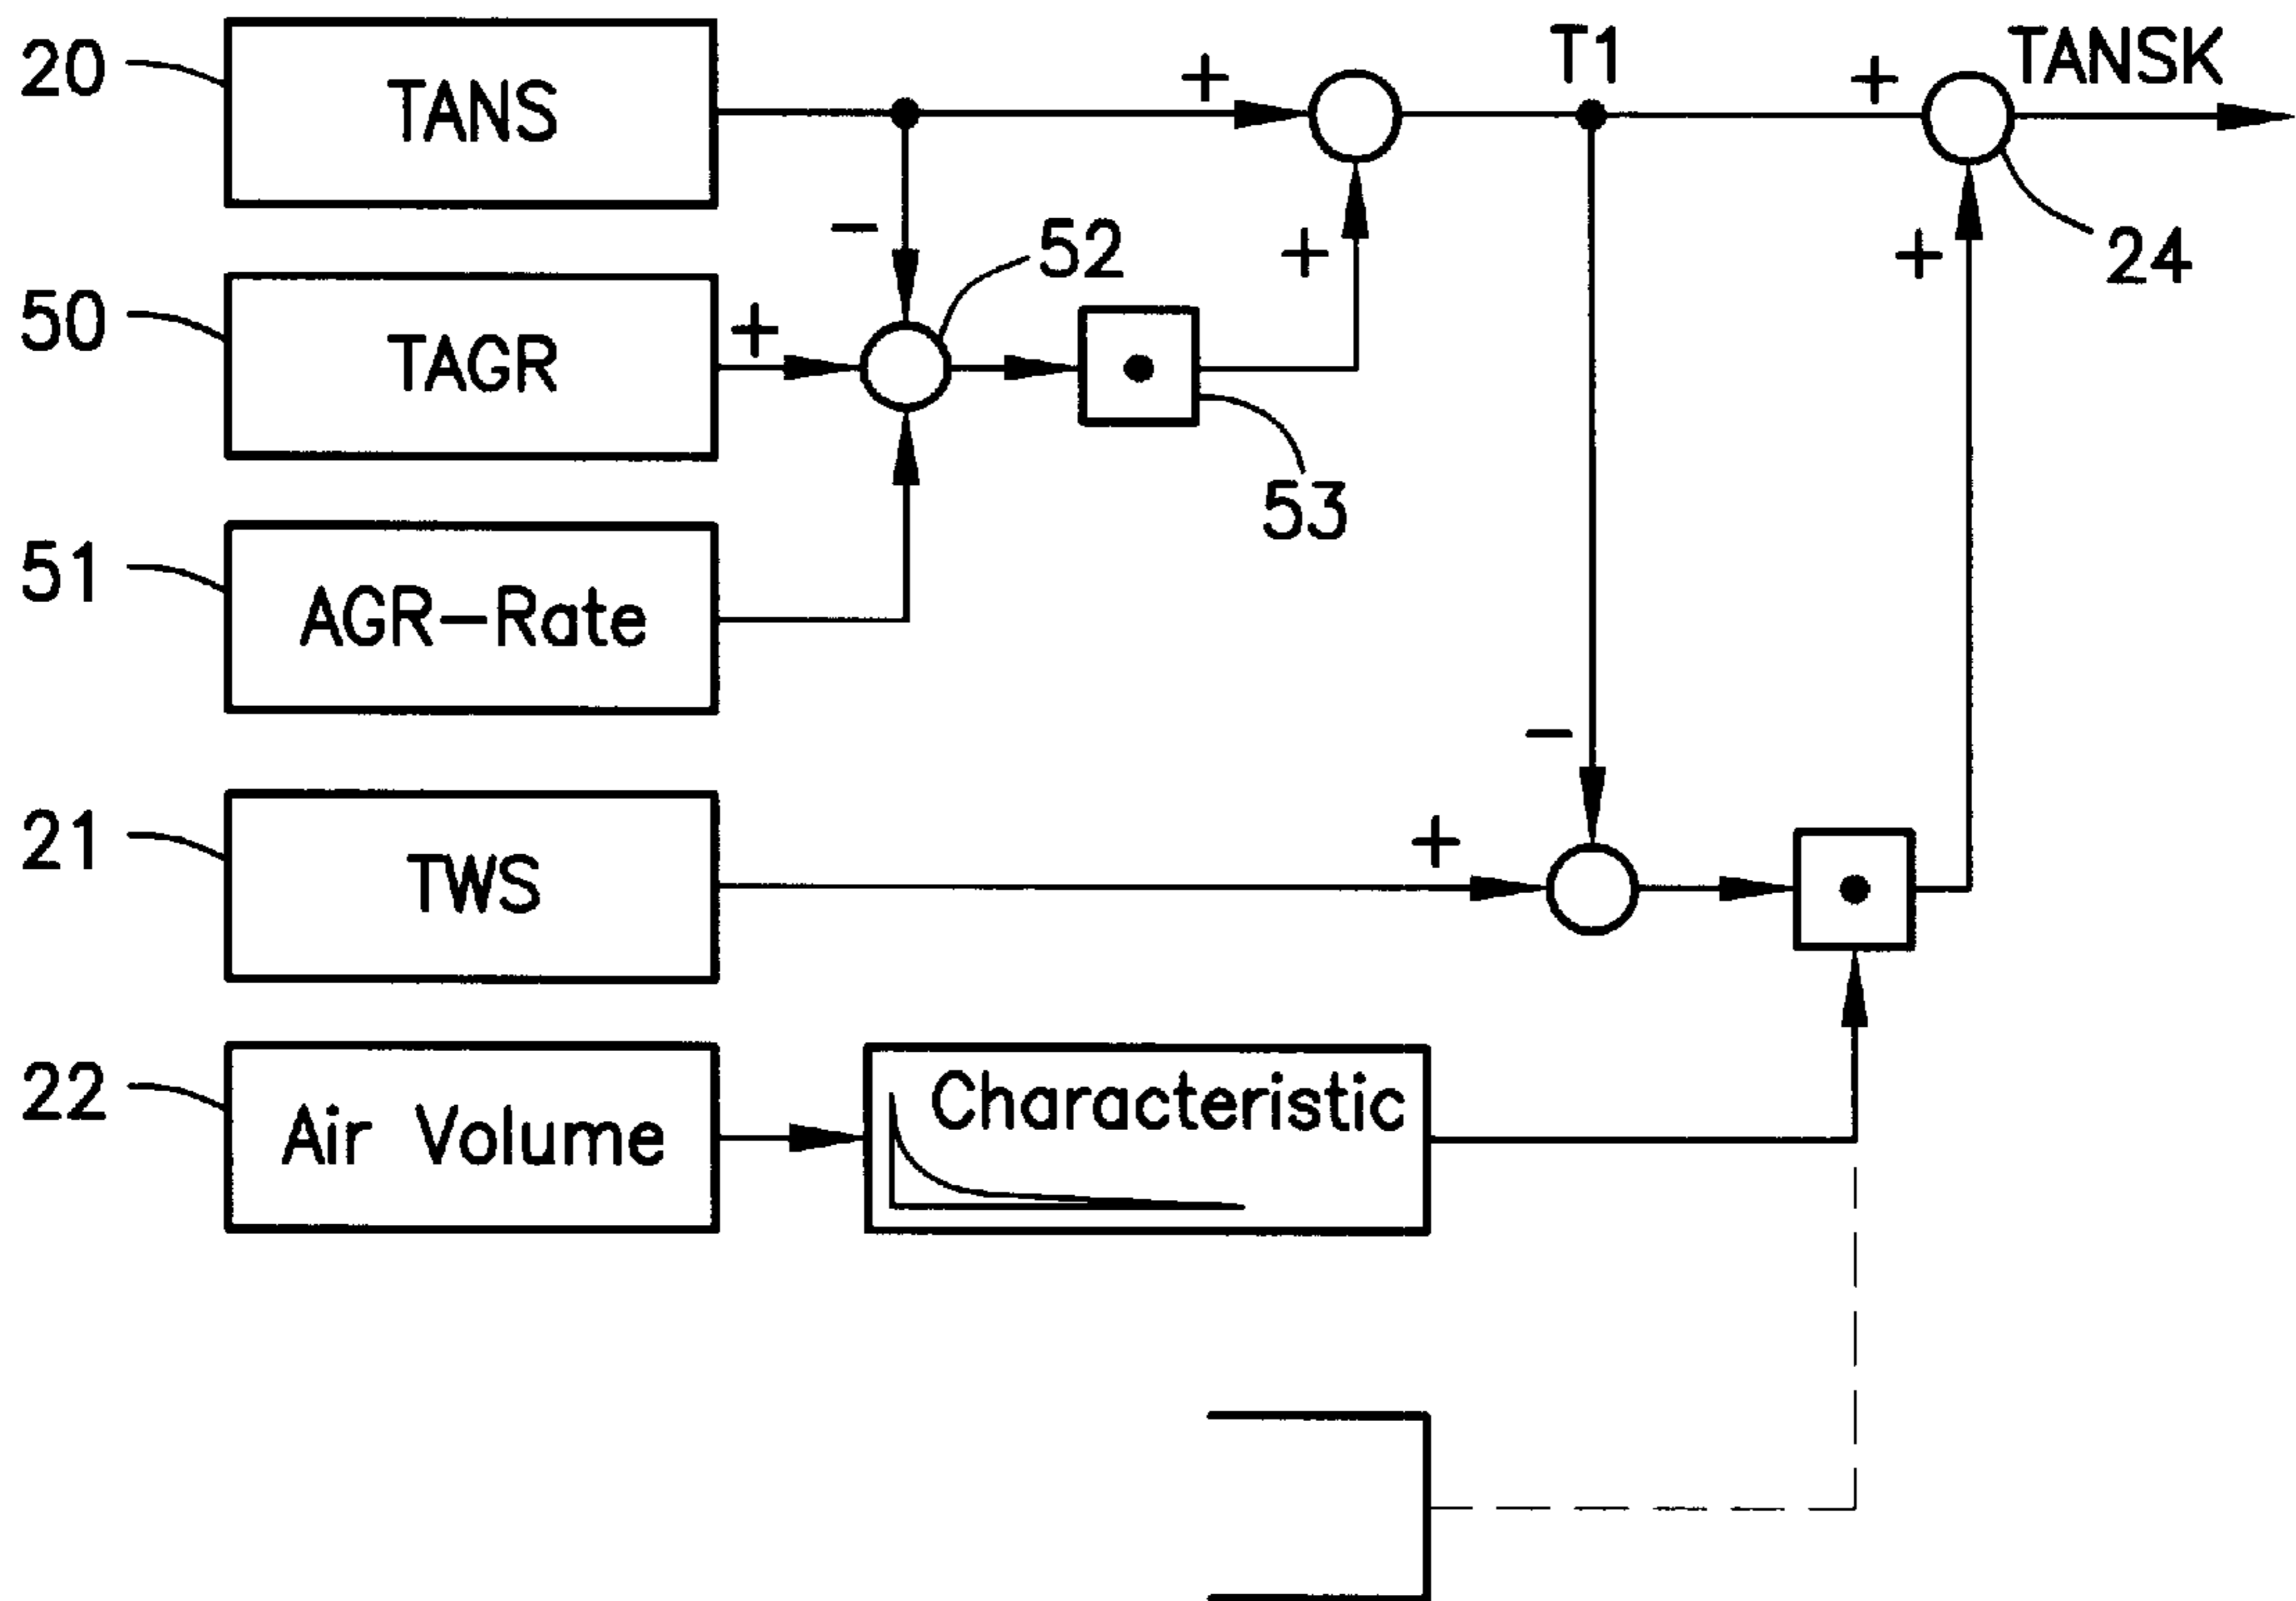 20
TANS
+
T1
+
TANSK
24
-
52
+
+
50
TAGR
+
53
51
AGR-Rate
-
21
TWS
+
22
Air Volume
Characteristic